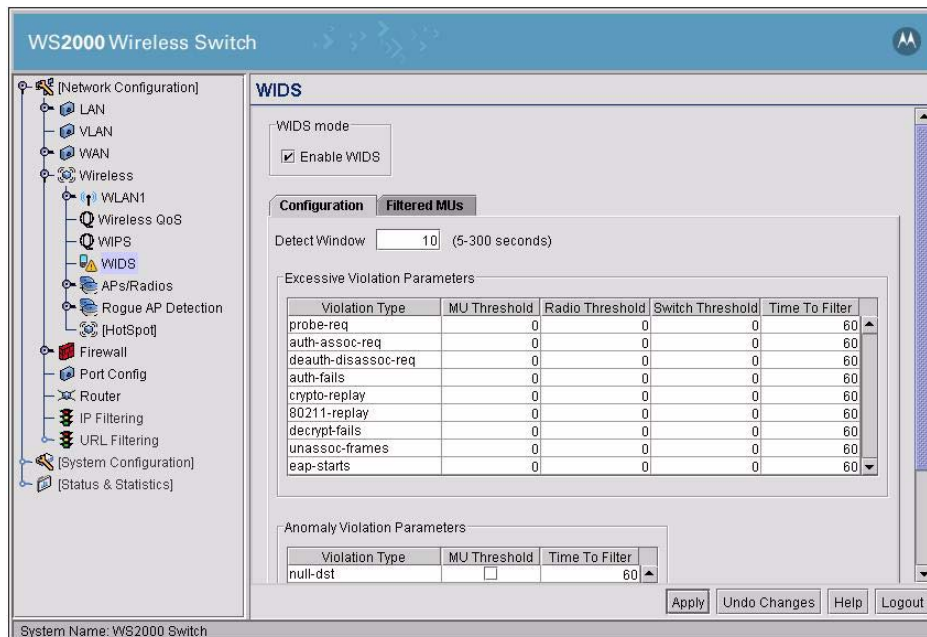 WS2000 Wireless Switch
[Network Configuration]
LAN
VLAN
WAN
Wireless
WLAN1
Wireless QoS
WIPS
WIDS
APs/Radios
Rogue AP Detection
[HotSpot]
Firewall
Port Config
Router
IP Filtering
URL Filtering
[System Configuration]
[Status & Statistics]
WIDS
WIDS mode
Enable WIDS
Configuration Filtered MUs
Detect Window 10 (5-300 seconds)
Excessive Violation Parameters
Violation Type MU Threshold Radio Threshold Switch Threshold Time To Filter
probe-req 0 0 0 60
auth-assoc-req 0 0 0 60
deauth-disassoc-req 0 0 0 60
auth-fails 0 0 0 60
crypto-replay 0 0 0 60
80211-replay 0 0 0 60
decrypt-fails 0 0 0 60
unassoc-frames 0 0 0 60
eap-starts 0 0 0 60
Anomaly Violation Parameters
Violation Type MU Threshold Time To Filter
null-dst 60
Apply Undo Changes Help Logout
System Name: WS2000 Switch